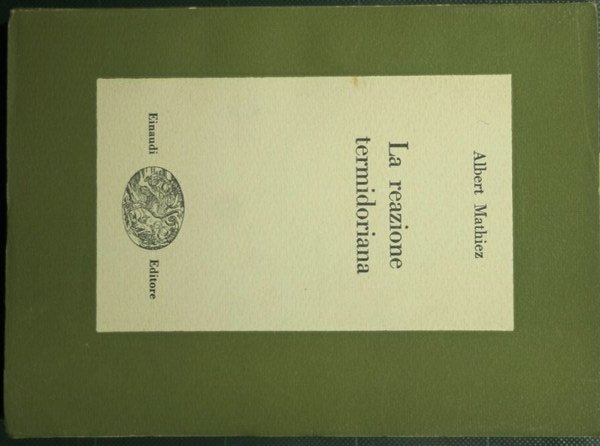 Albert Mathiez
La reazione
termidoriana
Einaudi Editore